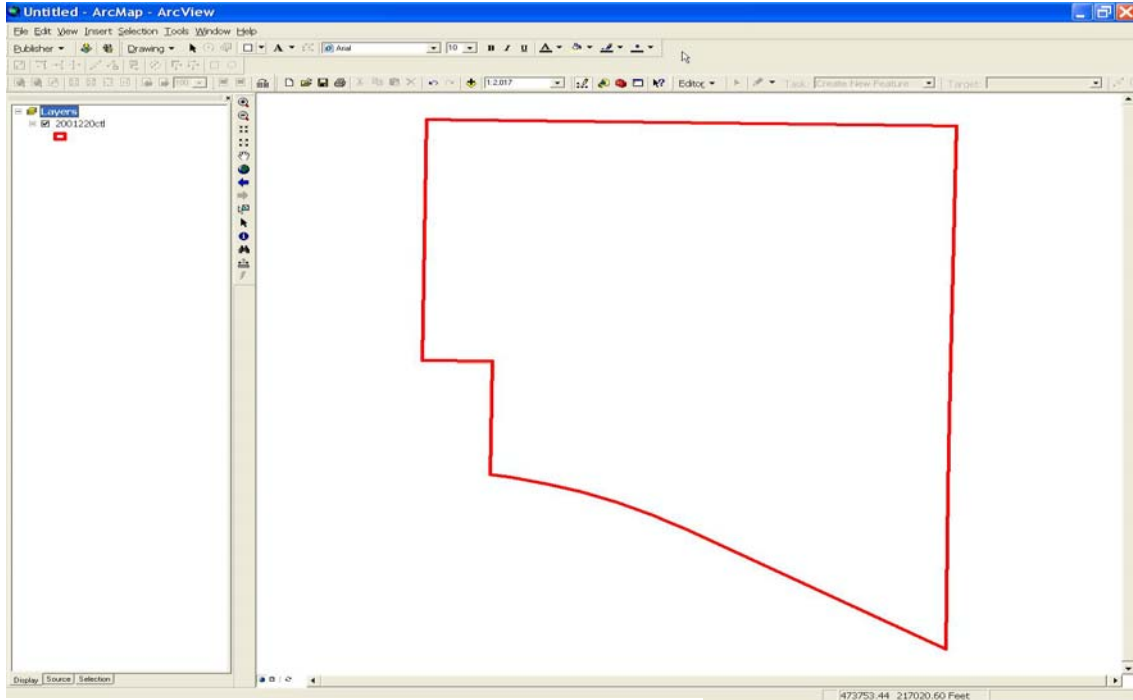 Untitled - ArcMap - ArcView
File Edit View Insert Selection Tools Window Help
Publisher Drawing A Arial 10 B I U A
100 1:2,017 Editor Task: Create New Feature Target:
Layers
2001220ctl
Display Source Selection
473753.44 217020.60 Feet